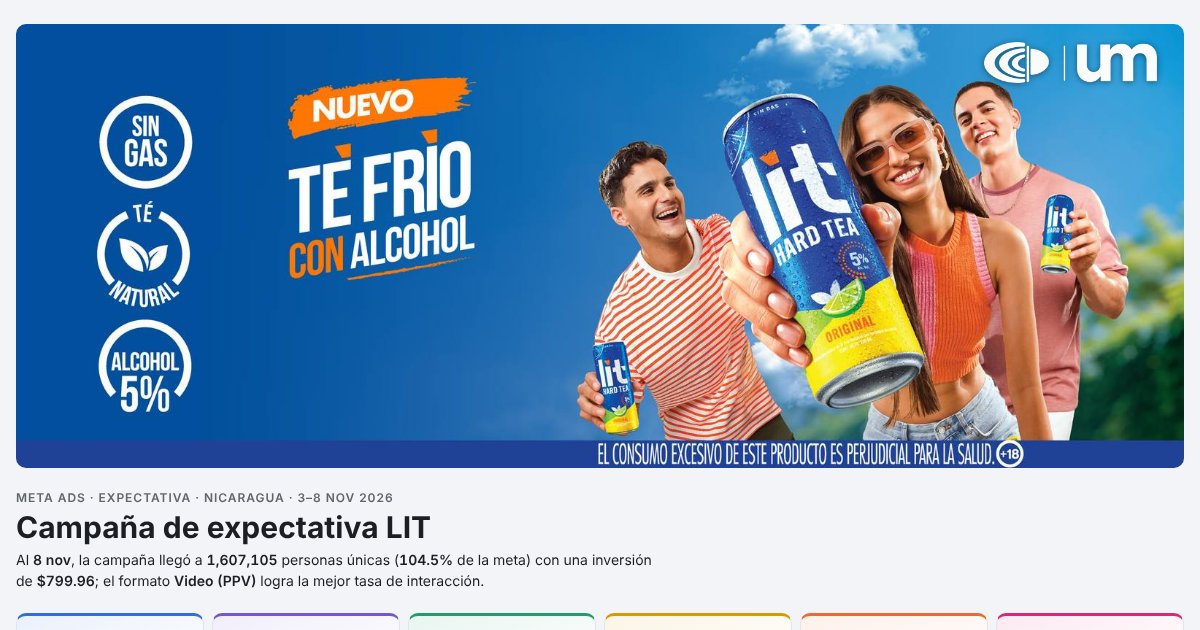 um
SIN
GAS
TÉ
NATURAL
ALCOHOL
5%
NUEVO
TÉ FRÍO
CON ALCOHOL
SIN GAS
lit
HARD TEA
5%
ORIGINAL
lit
HARD TEA
lit
HARD TEA
EL CONSUMO EXCESIVO DE ESTE PRODUCTO ES PERJUDICIAL PARA LA SALUD. +18
META ADS · EXPECTATIVA · NICARAGUA · 3–8 NOV 2026
Campaña de expectativa LIT
Al 8 nov, la campaña llegó a 1,607,105 personas únicas (104.5% de la meta) con una inversión
de $799.96; el formato Video (PPV) logra la mejor tasa de interacción.